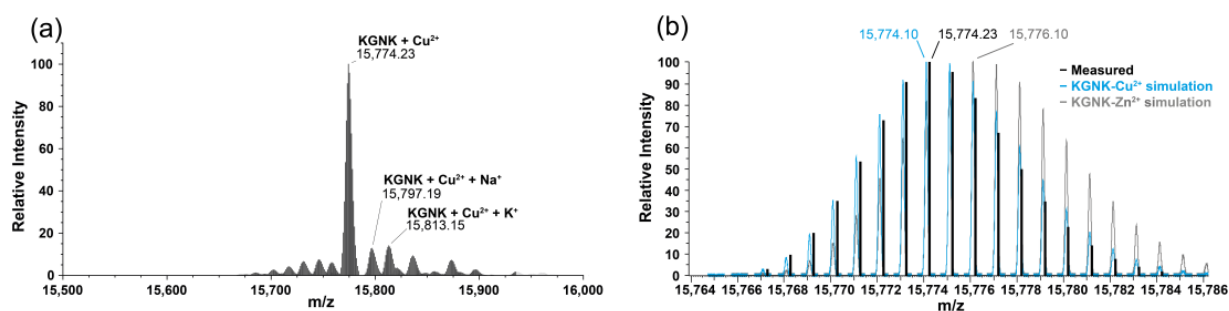 (a)
KGNK + Cu²⁺
15,774.23
100
80
60
40
20
0
Relative Intensity
KGNK + Cu²⁺ + Na⁺
15,797.19
KGNK + Cu²⁺ + K⁺
15,813.15
15,500 15,600 15,700 15,800 15,900 16,000
m/z
(b)
15,774.10 15,774.23 15,776.10
100
90
80
70
60
50
40
30
20
10
0
Relative Intensity
Measured
KGNK-Cu²⁺ simulation
KGNK-Zn²⁺ simulation
15,764 15,766 15,768 15,770 15,772 15,774 15,776 15,778 15,780 15,782 15,784 15,786
m/z